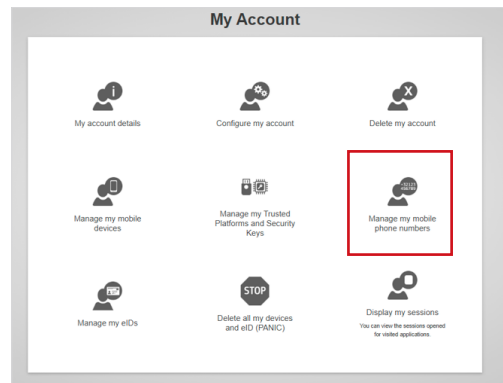 My Account
My account details
Configure my account
Delete my account
Manage my mobile
devices
Manage my Trusted
Platforms and Security
Keys
Manage my mobile
phone numbers
Manage my eIDs
STOP
Delete all my devices
and eID (PANIC)
Display my sessions
You can view the sessions opened
for visited applications.